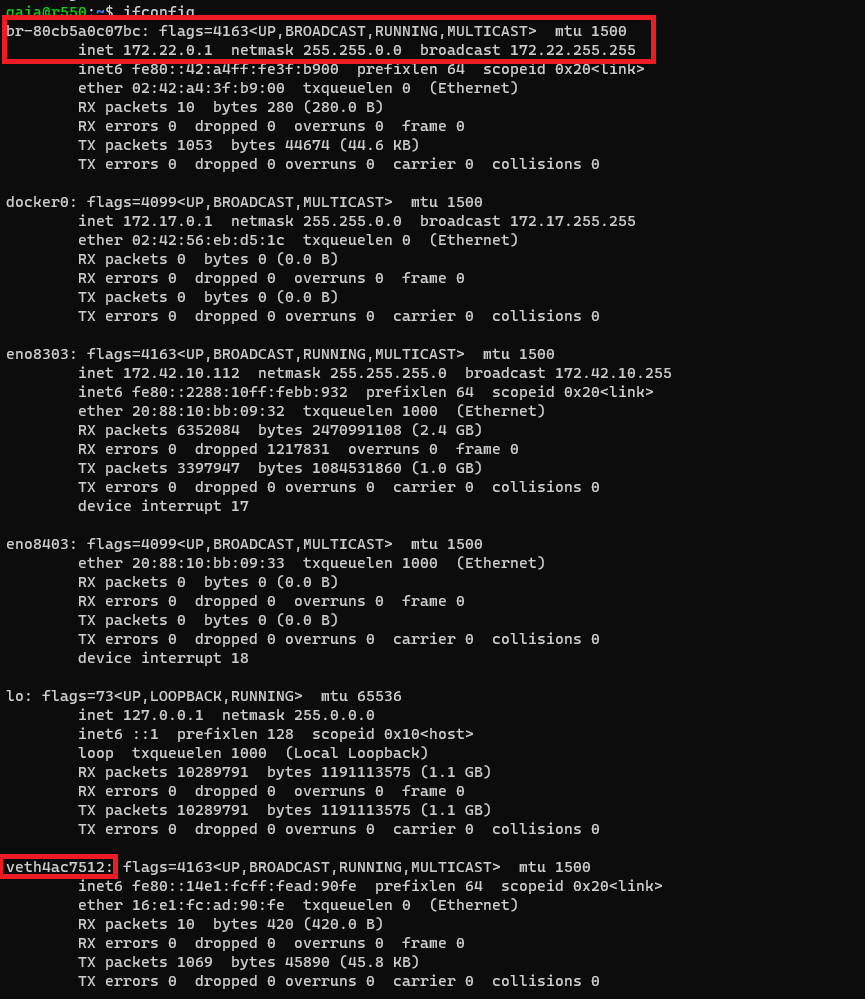 gaia@r550:~$ ifconfig
br-80cb5a0c07bc: flags=4163<UP,BROADCAST,RUNNING,MULTICAST>  mtu 1500
        inet 172.22.0.1  netmask 255.255.0.0  broadcast 172.22.255.255
        inet6 fe80::42:a4ff:fe3f:b900  prefixlen 64  scopeid 0x20<link>
        ether 02:42:a4:3f:b9:00  txqueuelen 0  (Ethernet)
        RX packets 10  bytes 280 (280.0 B)
        RX errors 0  dropped 0  overruns 0  frame 0
        TX packets 1053  bytes 44674 (44.6 KB)
        TX errors 0  dropped 0 overruns 0  carrier 0  collisions 0
docker0: flags=4099<UP,BROADCAST,MULTICAST>  mtu 1500
        inet 172.17.0.1  netmask 255.255.0.0  broadcast 172.17.255.255
        ether 02:42:56:eb:d5:1c  txqueuelen 0  (Ethernet)
        RX packets 0  bytes 0 (0.0 B)
        RX errors 0  dropped 0  overruns 0  frame 0
        TX packets 0  bytes 0 (0.0 B)
        TX errors 0  dropped 0 overruns 0  carrier 0  collisions 0
eno8303: flags=4163<UP,BROADCAST,RUNNING,MULTICAST>  mtu 1500
        inet 172.42.10.112  netmask 255.255.255.0  broadcast 172.42.10.255
        inet6 fe80::2288:10ff:febb:932  prefixlen 64  scopeid 0x20<link>
        ether 20:88:10:bb:09:32  txqueuelen 1000  (Ethernet)
        RX packets 6352084  bytes 2470991108 (2.4 GB)
        RX errors 0  dropped 1217831  overruns 0  frame 0
        TX packets 3397947  bytes 1084531860 (1.0 GB)
        TX errors 0  dropped 0 overruns 0  carrier 0  collisions 0
        device interrupt 17
eno8403: flags=4099<UP,BROADCAST,MULTICAST>  mtu 1500
        ether 20:88:10:bb:09:33  txqueuelen 1000  (Ethernet)
        RX packets 0  bytes 0 (0.0 B)
        RX errors 0  dropped 0  overruns 0  frame 0
        TX packets 0  bytes 0 (0.0 B)
        TX errors 0  dropped 0 overruns 0  carrier 0  collisions 0
        device interrupt 18
lo: flags=73<UP,LOOPBACK,RUNNING>  mtu 65536
        inet 127.0.0.1  netmask 255.0.0.0
        inet6 ::1  prefixlen 128  scopeid 0x10<host>
        loop  txqueuelen 1000  (Local Loopback)
        RX packets 10289791  bytes 1191113575 (1.1 GB)
        RX errors 0  dropped 0  overruns 0  frame 0
        TX packets 10289791  bytes 1191113575 (1.1 GB)
        TX errors 0  dropped 0 overruns 0  carrier 0  collisions 0
veth4ac7512: flags=4163<UP,BROADCAST,RUNNING,MULTICAST>  mtu 1500
        inet6 fe80::14e1:fcff:fead:90fe  prefixlen 64  scopeid 0x20<link>
        ether 16:e1:fc:ad:90:fe  txqueuelen 0  (Ethernet)
        RX packets 10  bytes 420 (420.0 B)
        RX errors 0  dropped 0  overruns 0  frame 0
        TX packets 1069  bytes 45890 (45.8 KB)
        TX errors 0  dropped 0 overruns 0  carrier 0  collisions 0